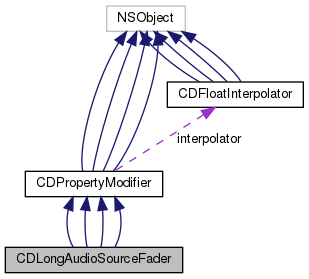 NSObject
CDFloatInterpolator
interpolator
CDPropertyModifier
CDLongAudioSourceFader